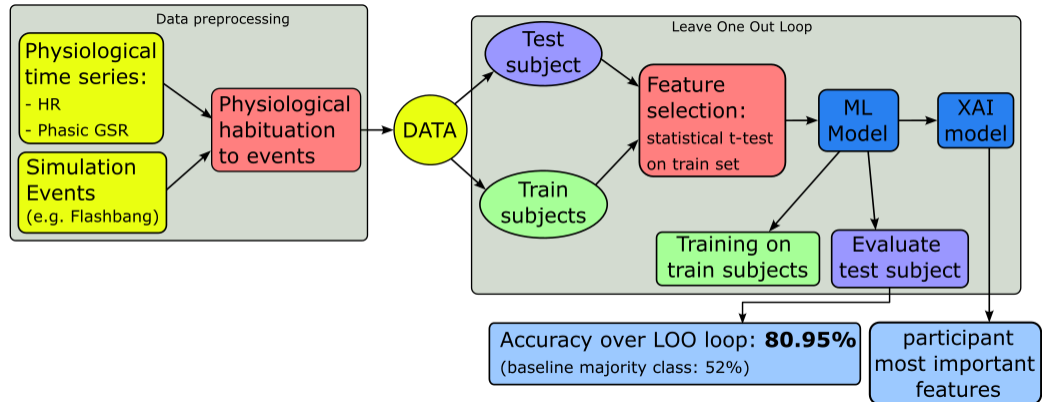 Data preprocessing
Physiological
time series:
- HR
- Phasic GSR
Simulation
Events
(e.g. Flashbang)
Physiological
habituation
to events
DATA
Leave One Out Loop
Test
subject
Train
subjects
Feature
selection:
statistical t-test
on train set
ML
Model
XAI
model
Training on
train subjects
Evaluate
test subject
Accuracy over LOO loop: 80.95%
(baseline majority class: 52%)
participant
most important
features